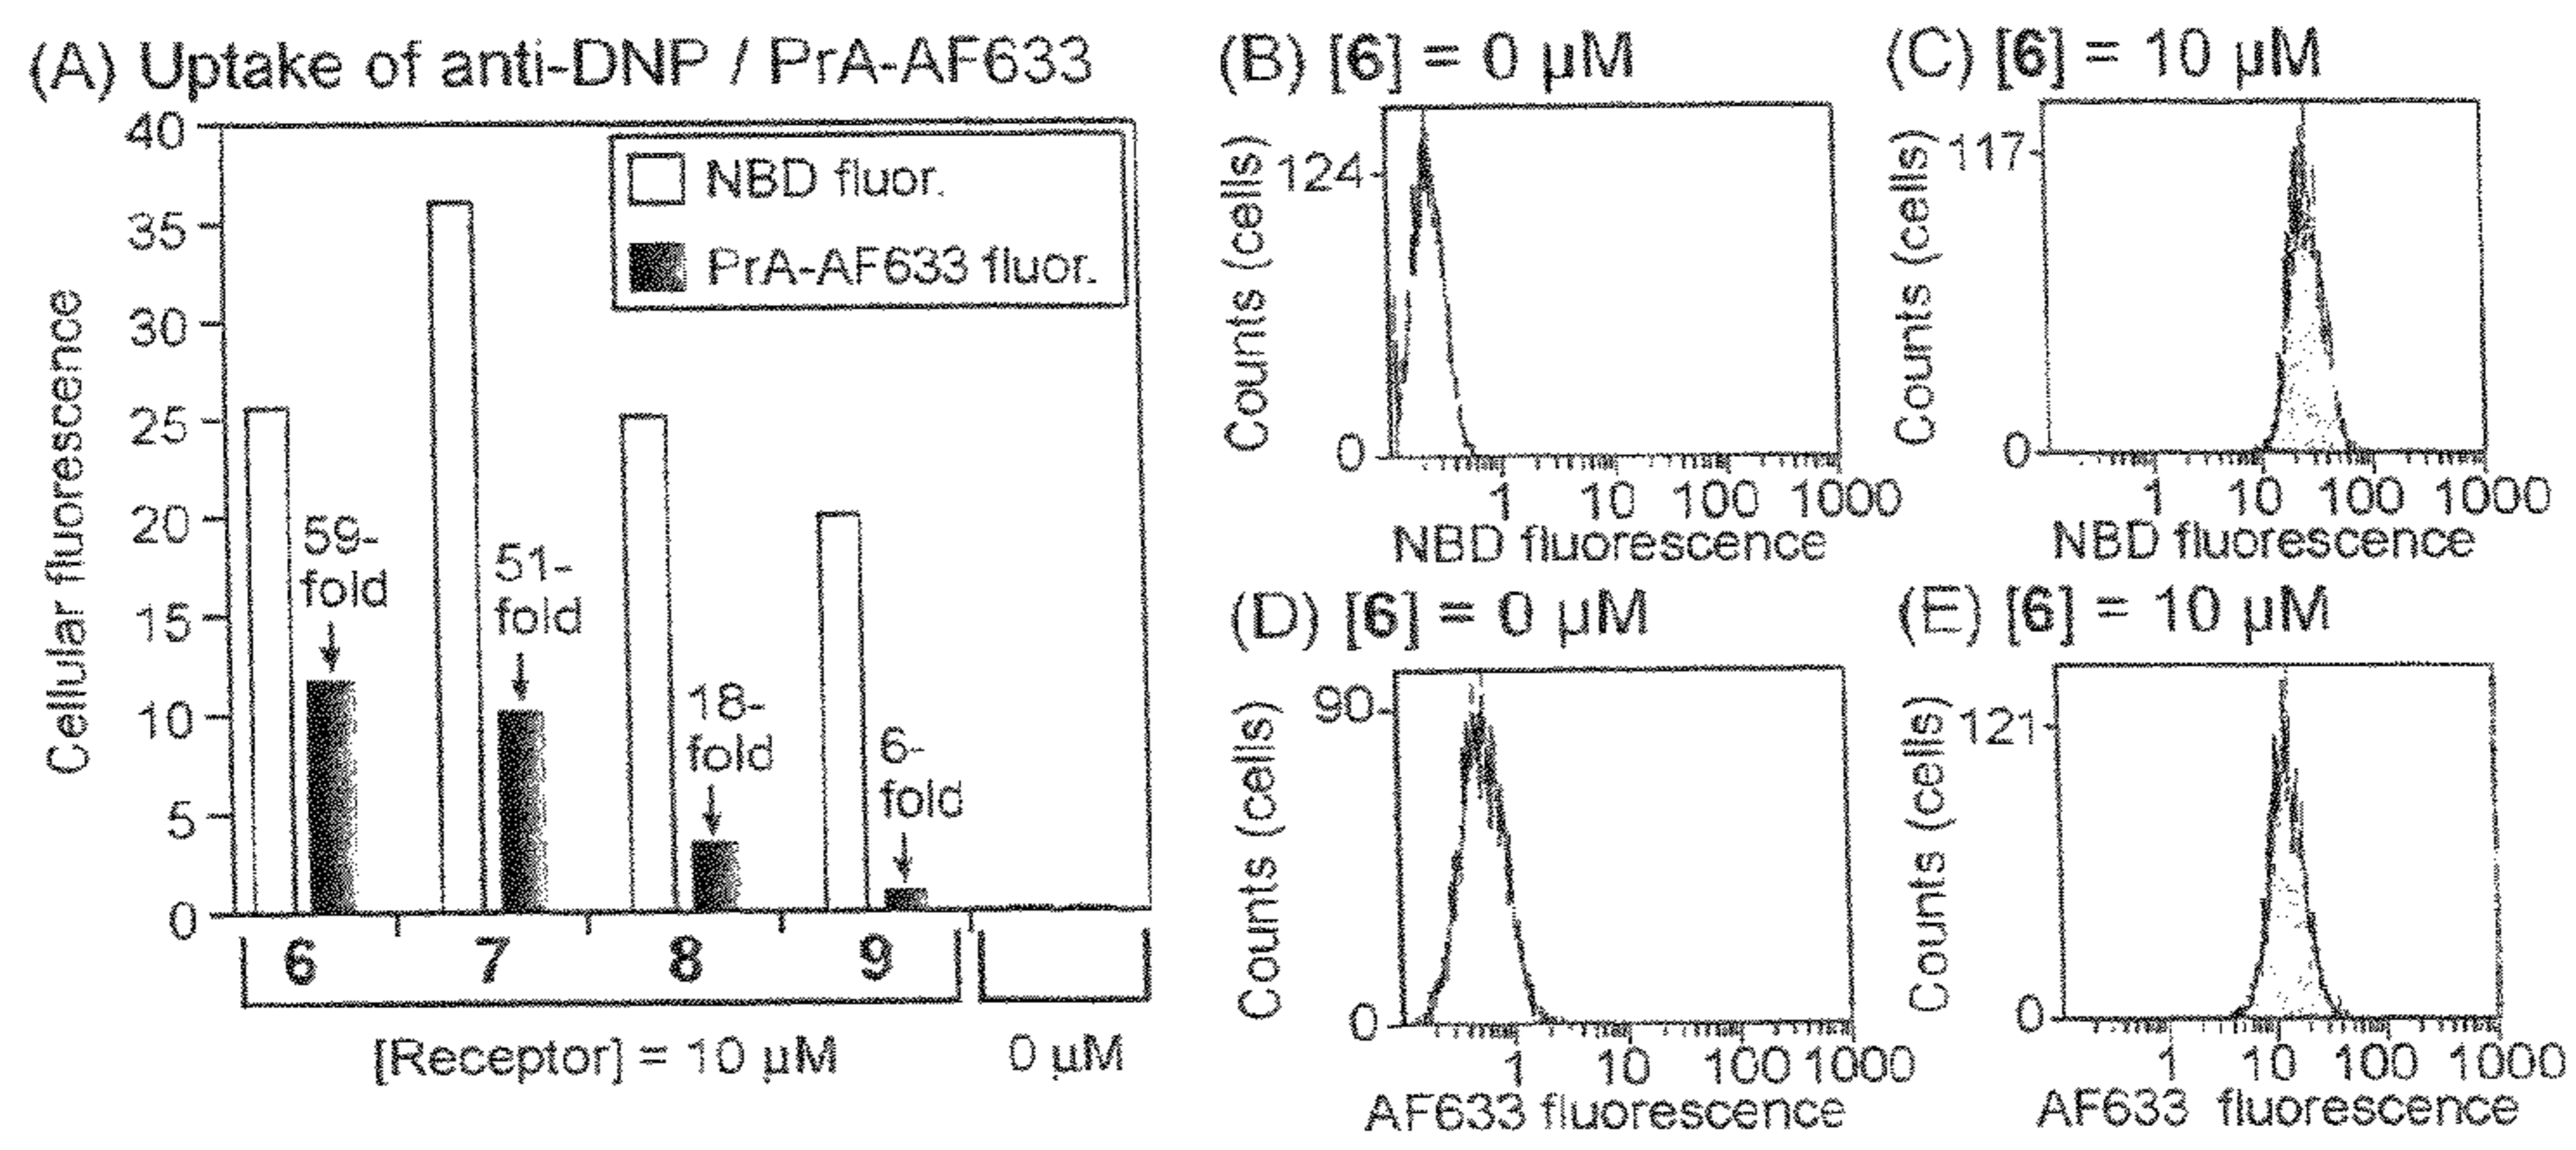 (A) Uptake of anti-DNP / PrA-AF633
40
35
30
25
20
15
10
5
0
Cellular fluorescence
NBD fluor.
PrA-AF633 fluor.
59-
fold
51-
fold
18-
fold
6-
fold
6 7 8 9
[Receptor] = 10 µM 0 µM
(B) [6] = 0 µM
Counts (cells)
124
0
1 10 100 1000
NBD fluorescence
(C) [6] = 10 µM
Counts (cells)
117
0
1 10 100 1000
NBD fluorescence
(D) [6] = 0 µM
Counts (cells)
90
0
1 10 100 1000
AF633 fluorescence
(E) [6] = 10 µM
Counts (cells)
121
0
1 10 100 1000
AF633 fluorescence